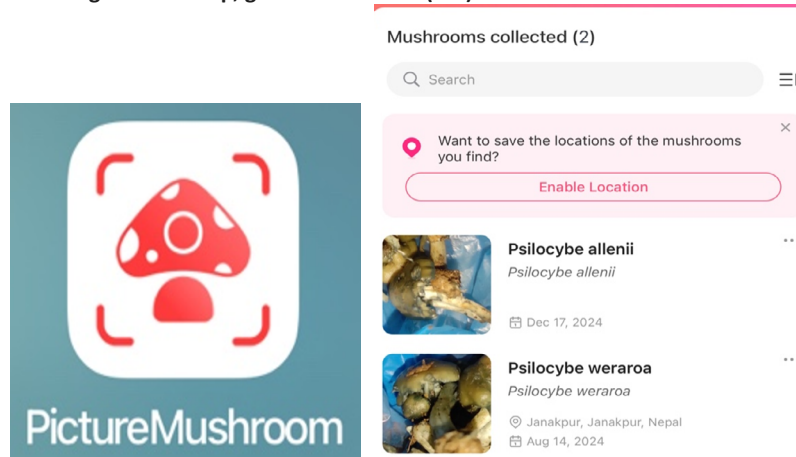 PictureMushroom
Mushrooms collected (2)
Search
Want to save the locations of the mushrooms
you find?
Enable Location
Psilocybe allenii
Psilocybe allenii
Dec 17, 2024
Psilocybe weraroa
Psilocybe weraroa
Janakpur, Janakpur, Nepal
Aug 14, 2024